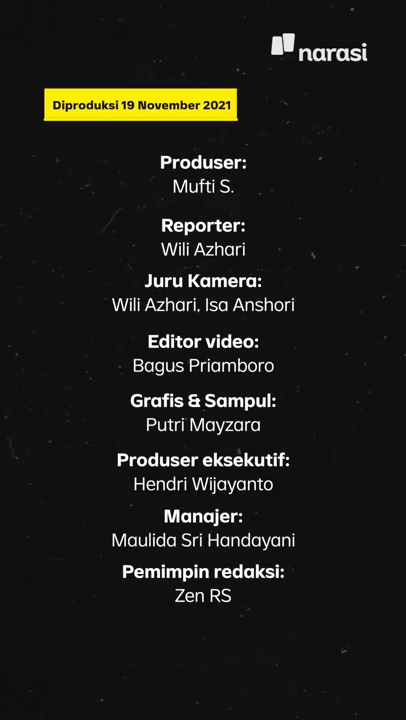 narasi
Diproduksi 19 November 2021
Produser:
Mufti S.
Reporter:
Wili Azhari
Juru Kamera:
Wili Azhari, Isa Anshori
Editor video:
Bagus Priamboro
Grafis & Sampul:
Putri Mayzara
Produser eksekutif:
Hendri Wijayanto
Manajer:
Maulida Sri Handayani
Pemimpin redaksi:
Zen RS